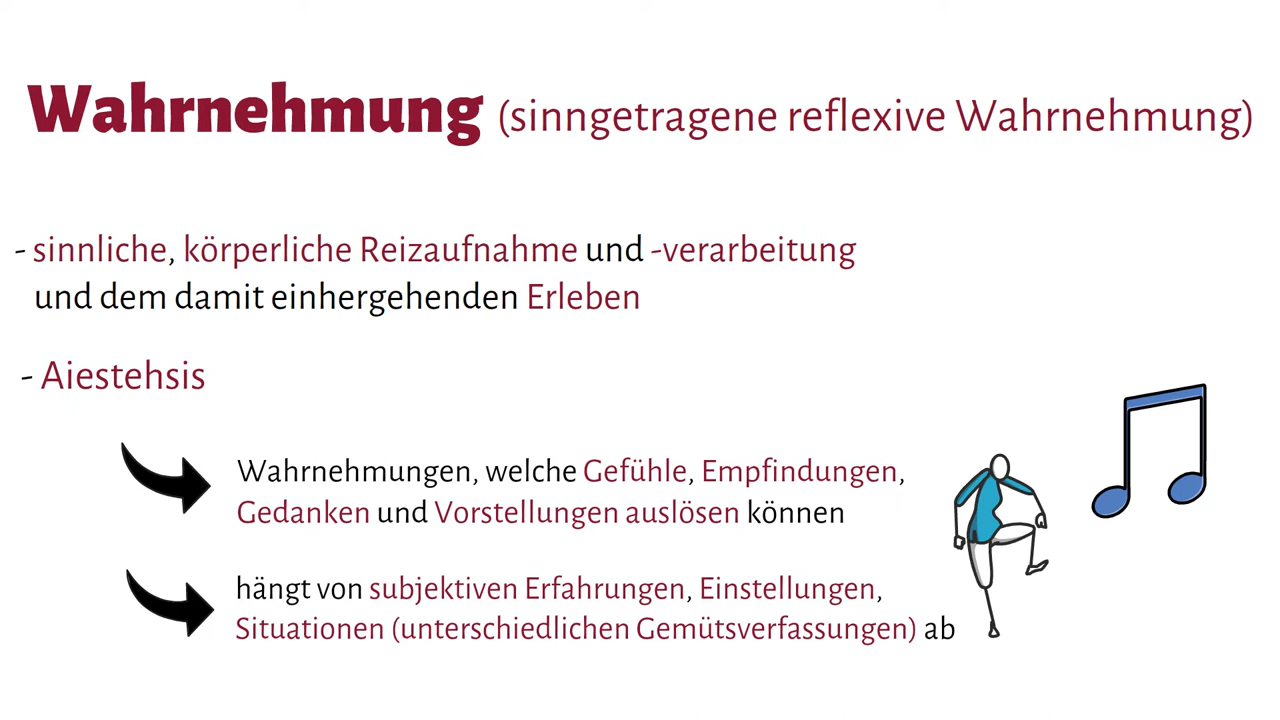 Wahrnehmung (sinngetragene reflexive Wahrnehmung)
- sinnliche, körperliche Reizaufnahme und -verarbeitung
und dem damit einhergehenden Erleben
- Aiestehsis
Wahrnehmungen, welche Gefühle, Empfindungen,
Gedanken und Vorstellungen auslösen können
hängt von subjektiven Erfahrungen, Einstellungen,
Situationen (unterschiedlichen Gemütsverfassungen) ab